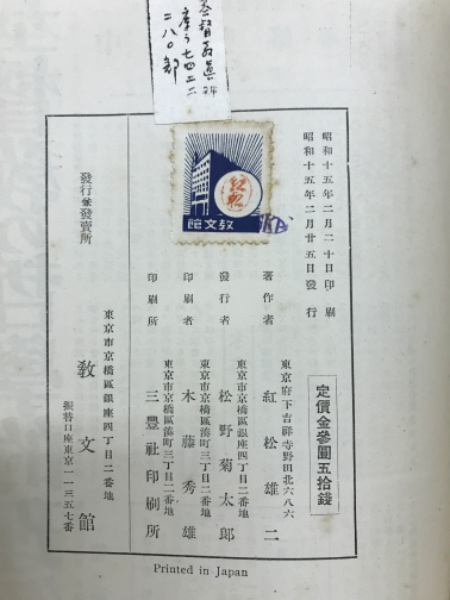 二八〇部
昭和十五年二月二十日印刷
昭和十五年二月廿五日發行
定價金參圓五拾錢
教文館
紅松
著作者
東京府下吉祥寺野田北六八六
紅松雄二
發行者
東京市京橋區銀座四丁目二番地
松野菊太郎
印刷者
東京市京橋區湊町三丁目二番地
木藤秀雄
印刷所
東京市京橋區湊町三丁目二番地
三豐社印刷所
發行兼發賣所
東京市京橋區銀座四丁目二番地
教文館
振替口座東京一一三五七番
Printed in Japan